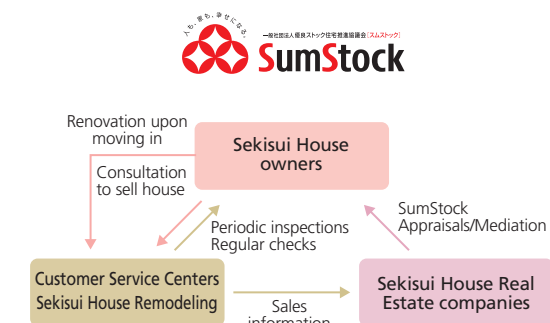 人も、家も、幸せになる。
一般社団法人優良ストック住宅推進協議会[スムストック]
SumStock
Renovation upon
moving in
Sekisui House
owners
Consultation
to sell house
SumStock
Appraisals/Mediation
Periodic inspections
Regular checks
Customer Service Centers
Sekisui House Remodeling
Sekisui House Real
Estate companies
Sales
information